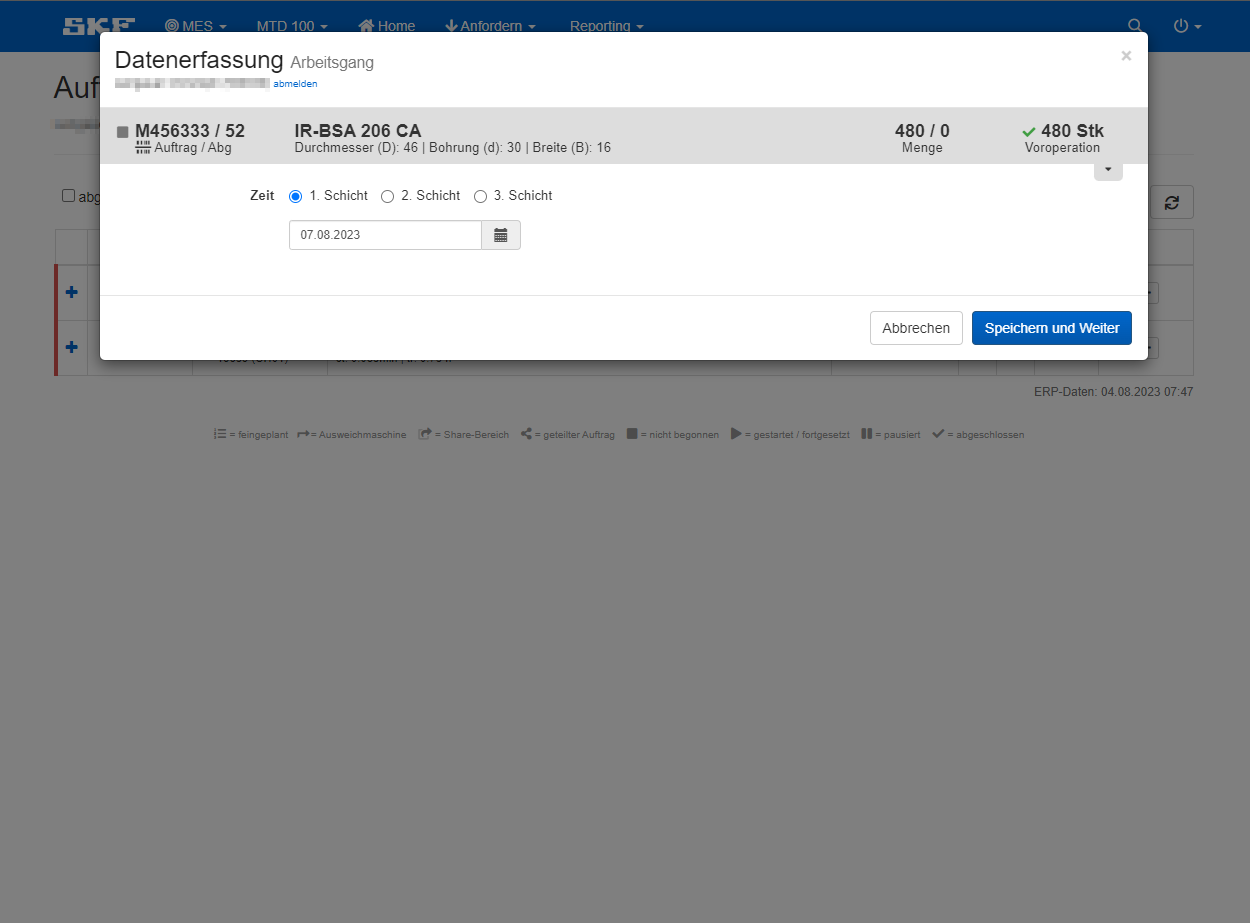 SKF MES MTD 100 Home Anfordern Reporting
Datenerfassung Arbeitsgang
abmelden
Auf
M456333 / 52 IR-BSA 206 CA 480 / 0 480 Stk
Auftrag / Abg Durchmesser (D): 46 | Bohrung (d): 30 | Breite (B): 16 Menge Voroperation
abg
Zeit 1. Schicht 2. Schicht 3. Schicht
07.08.2023
Abbrechen Speichern und Weiter
ERP-Daten: 04.08.2023 07:47
= feingeplant = Ausweichmaschine = Share-Bereich = geteilter Auftrag = nicht begonnen = gestartet / fortgesetzt = pausiert = abgeschlossen